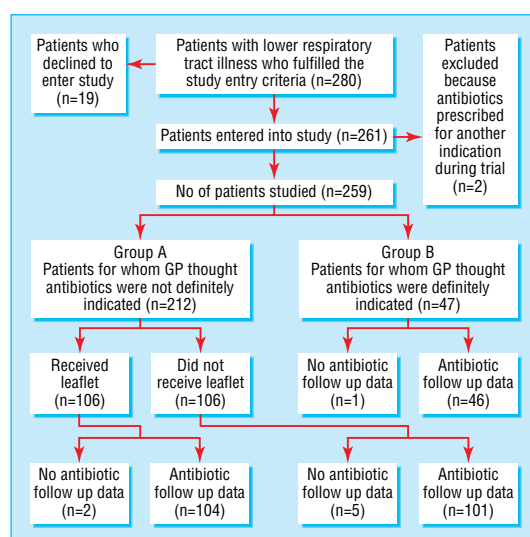 Patients who
declined to
enter study
(n=19)
Patients with lower respiratory
tract illness who fulfilled the
study entry criteria
(n=280)
Patients
excluded
because
antibiotics
prescribed
for another
indication
during trial
(n=2)
Patients entered into study (n=261)
No of patients studied (n=259)
Group A
Patients for whom GP thought
antibiotics were not definitely
indicated (n=212)
Group B
Patients for whom GP thought
antibiotics were definitely
indicated (n=47)
Received
leaflet
(n=106)
Did not
receive leaflet
(n=106)
No antibiotic
follow up data
(n=1)
Antibiotic
follow up data
(n=46)
No antibiotic
follow up data
(n=2)
Antibiotic
follow up data
(n=104)
No antibiotic
follow up data
(n=5)
Antibiotic
follow up data
(n=101)